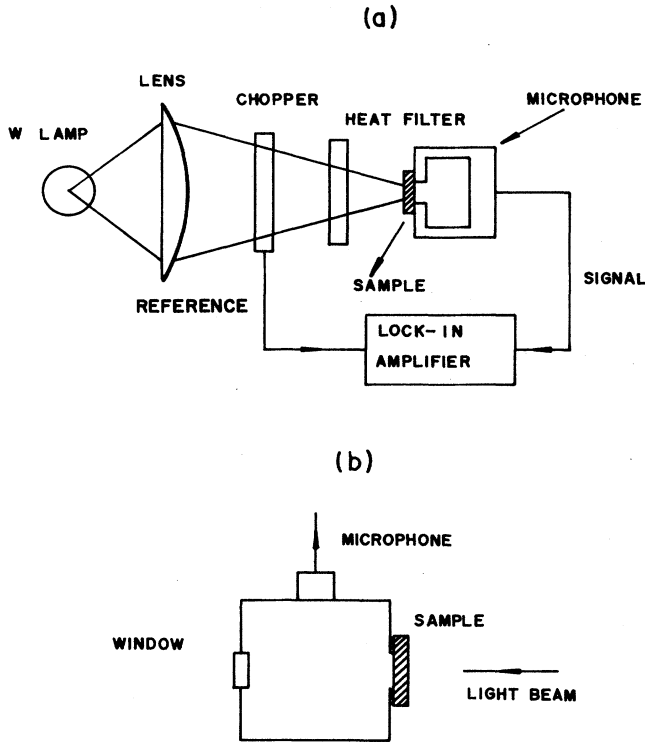 (a)
LENS
CHOPPER
MICROPHONE
HEAT FILTER
W LAMP
SAMPLE
SIGNAL
REFERENCE
LOCK-IN
AMPLIFIER
(b)
MICROPHONE
SAMPLE
WINDOW
LIGHT BEAM